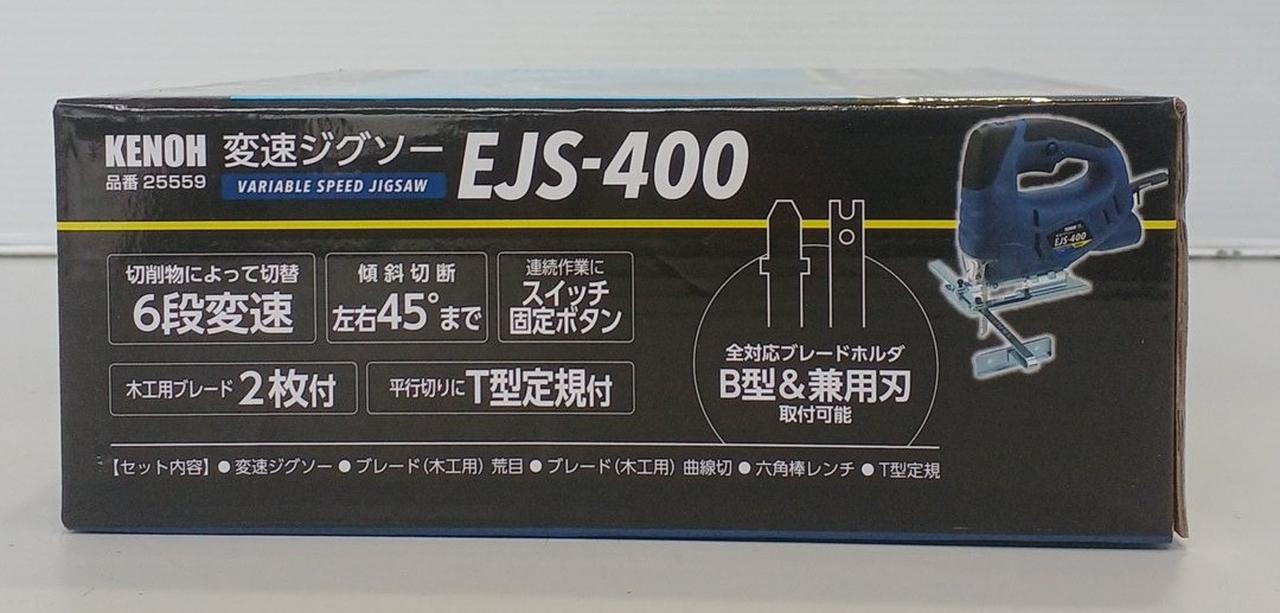 KENOH 変速ジグソー EJS-400
品番 25559 VARIABLE SPEED JIGSAW
切削物によって切替
6段変速
傾斜切断
左右45°まで
連続作業に
スイッチ
固定ボタン
木工用ブレード2枚付
平行切りにT型定規付
全対応ブレードホルダ
B型&兼用刃
取付可能
【セット内容】●変速ジグソー ●ブレード(木工用) 荒目 ●ブレード(木工用) 曲線切 ●六角棒レンチ ●T型定規
KENOH
EJS-400